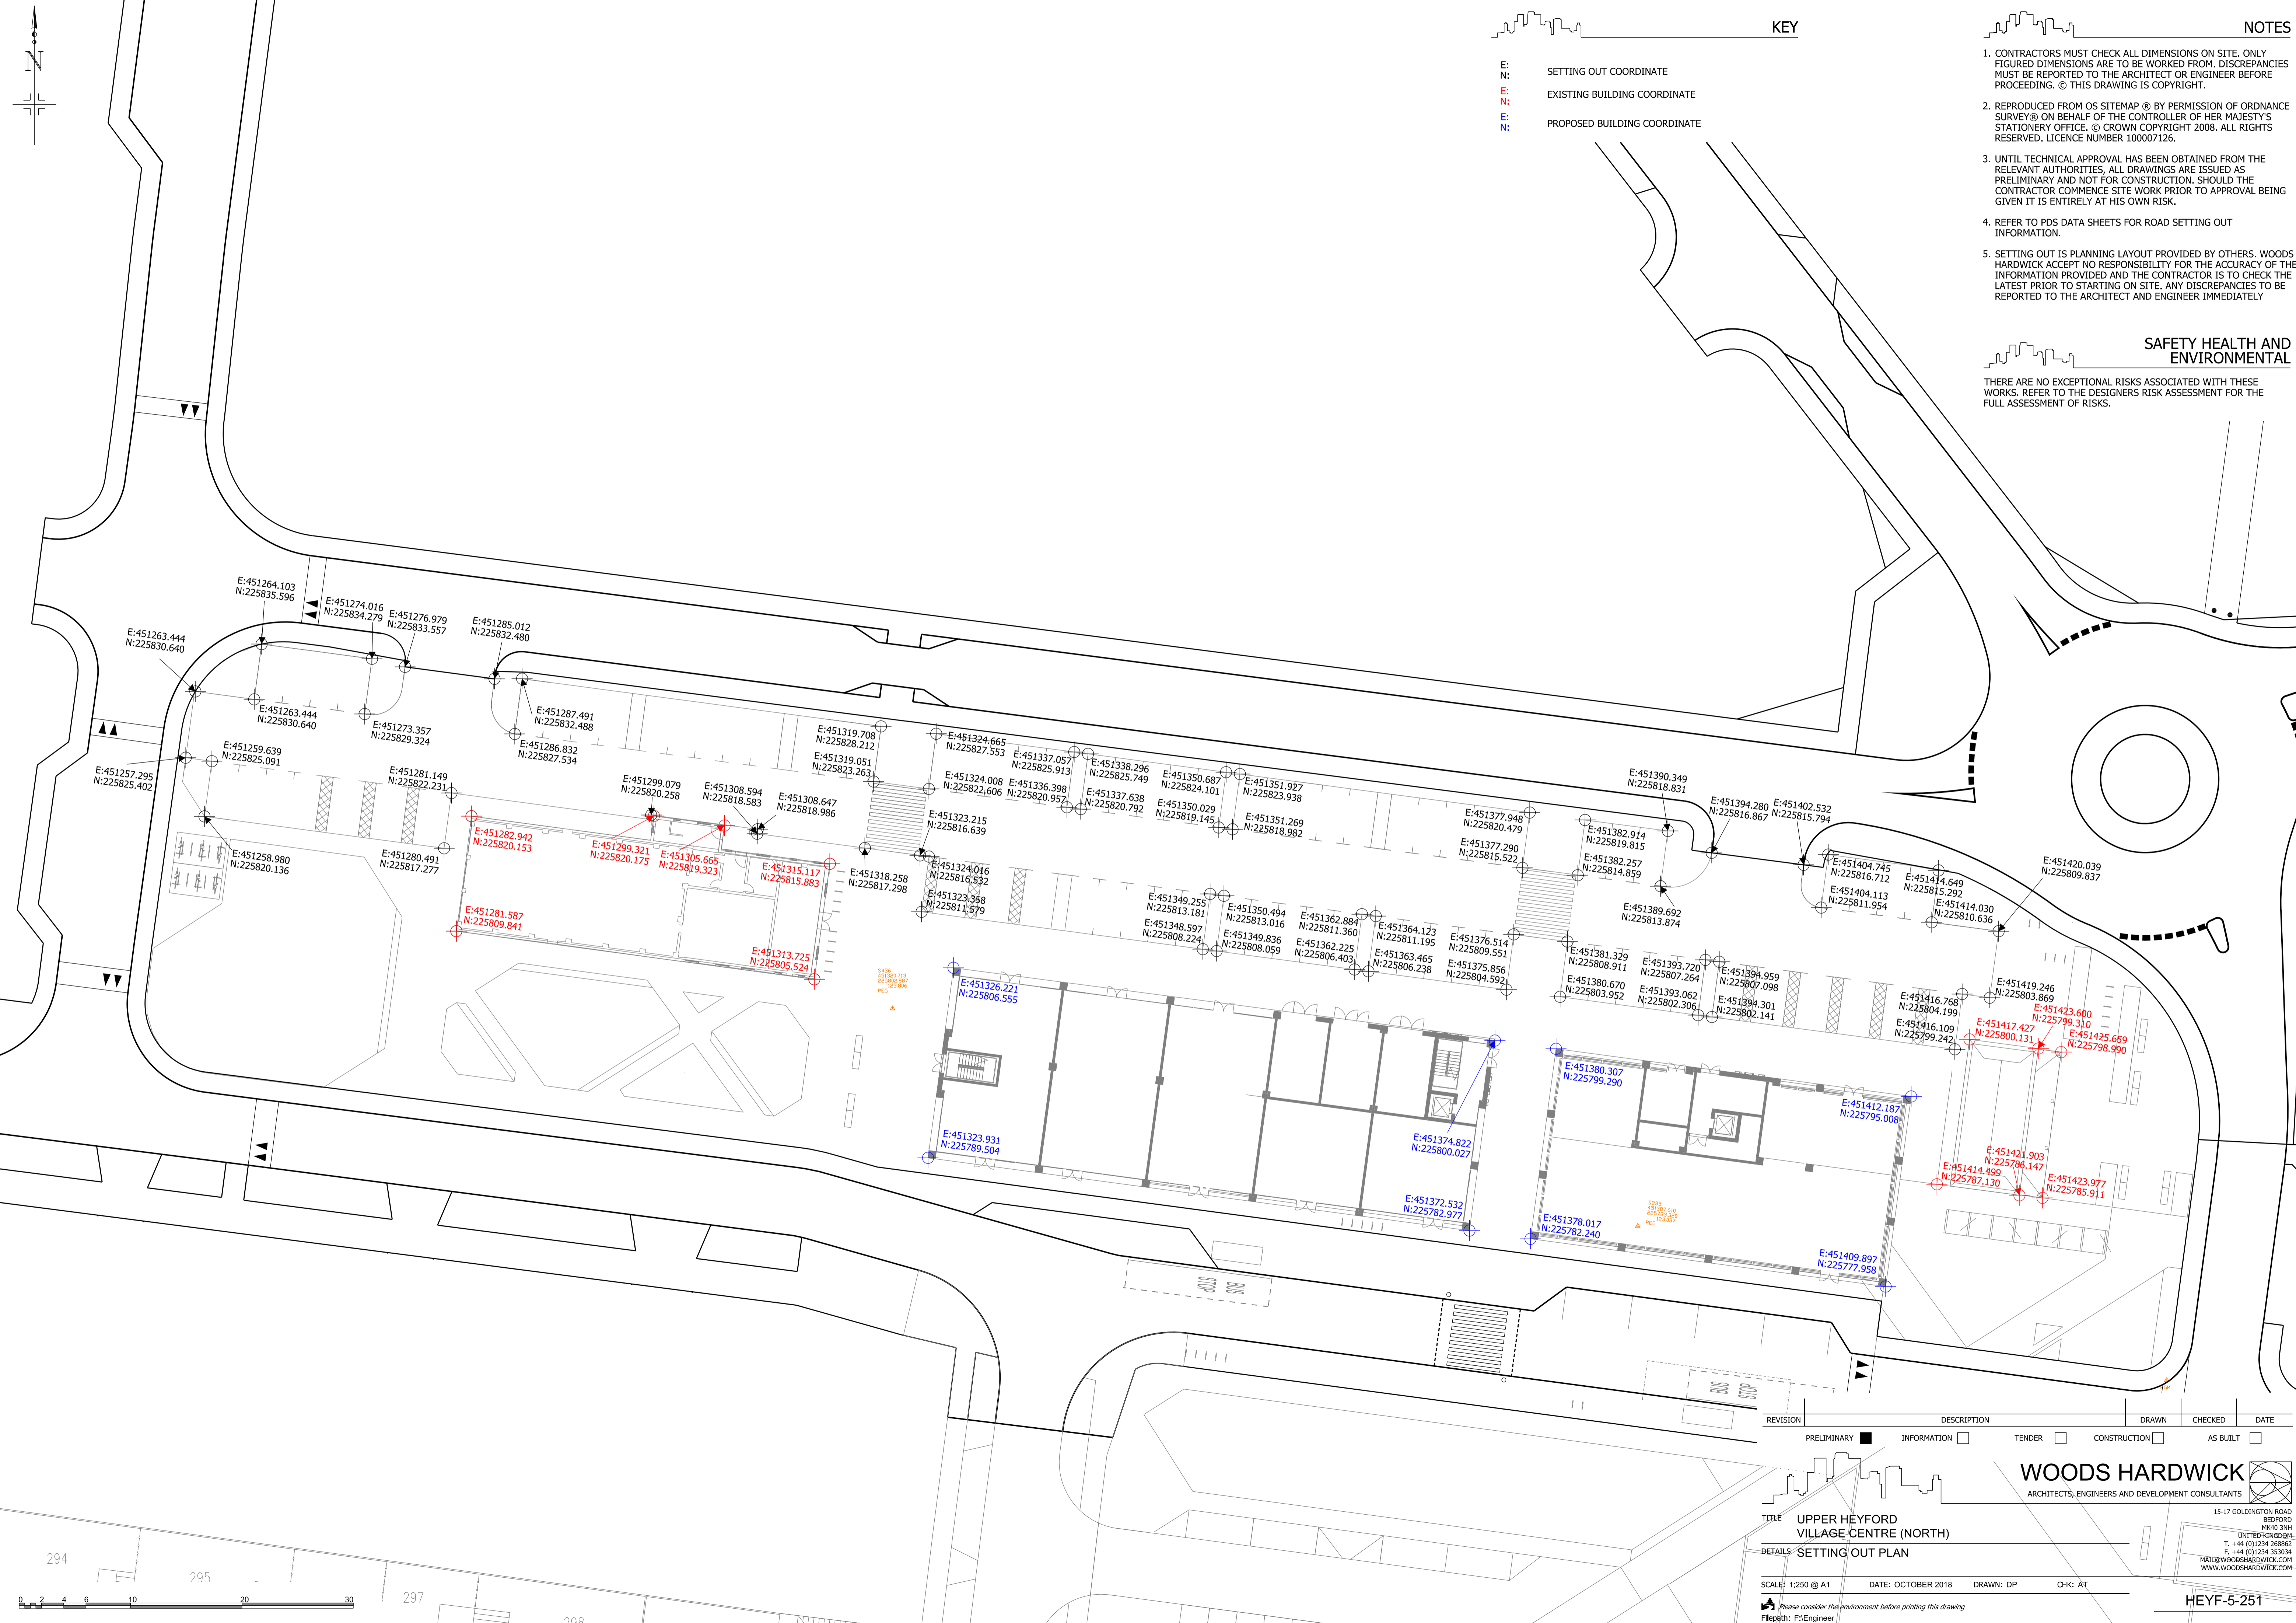 N
KEY
E:
N:
SETTING OUT COORDINATE
E:
N:
EXISTING BUILDING COORDINATE
E:
N:
PROPOSED BUILDING COORDINATE
NOTES
1. CONTRACTORS MUST CHECK ALL DIMENSIONS ON SITE. ONLY
FIGURED DIMENSIONS ARE TO BE WORKED FROM. DISCREPANCIES
MUST BE REPORTED TO THE ARCHITECT OR ENGINEER BEFORE
PROCEEDING. © THIS DRAWING IS COPYRIGHT.
2. REPRODUCED FROM OS SITEMAP ® BY PERMISSION OF ORDNANCE
SURVEY® ON BEHALF OF THE CONTROLLER OF HER MAJESTY'S
STATIONERY OFFICE. © CROWN COPYRIGHT 2008. ALL RIGHTS
RESERVED. LICENCE NUMBER 100007126.
3. UNTIL TECHNICAL APPROVAL HAS BEEN OBTAINED FROM THE
RELEVANT AUTHORITIES, ALL DRAWINGS ARE ISSUED AS
PRELIMINARY AND NOT FOR CONSTRUCTION. SHOULD THE
CONTRACTOR COMMENCE SITE WORK PRIOR TO APPROVAL BEING
GIVEN IT IS ENTIRELY AT HIS OWN RISK.
4. REFER TO PDS DATA SHEETS FOR ROAD SETTING OUT
INFORMATION.
5. SETTING OUT IS PLANNING LAYOUT PROVIDED BY OTHERS. WOODS
HARDWICK ACCEPT NO RESPONSIBILITY FOR THE ACCURACY OF THE
INFORMATION PROVIDED AND THE CONTRACTOR IS TO CHECK THE
LATEST PRIOR TO STARTING ON SITE. ANY DISCREPANCIES TO BE
REPORTED TO THE ARCHITECT AND ENGINEER IMMEDIATELY
SAFETY HEALTH AND
ENVIRONMENTAL
THERE ARE NO EXCEPTIONAL RISKS ASSOCIATED WITH THESE
WORKS. REFER TO THE DESIGNERS RISK ASSESSMENT FOR THE
FULL ASSESSMENT OF RISKS.
E:451264.103
N:225835.596
E:451274.016
N:225834.279
E:451276.979
N:225833.557
E:451285.012
N:225832.480
E:451263.444
N:225830.640
E:451263.444
N:225830.640
E:451273.357
N:225829.324
E:451287.491
N:225832.488
E:451286.832
N:225827.534
E:451259.639
N:225825.091
E:451257.295
N:225825.402
E:451281.149
N:225822.231
E:451258.980
N:225820.136
E:451280.491
N:225817.277
E:451299.079
N:225820.258
E:451308.594
N:225818.583
E:451308.647
N:225818.986
E:451319.708
N:225828.212
E:451319.051
N:225823.263
E:451324.665
N:225827.553
E:451324.008
N:225822.606
E:451337.057
N:225825.913
E:451336.398
N:225820.957
E:451338.296
N:225825.749
E:451337.638
N:225820.792
E:451350.687
N:225824.101
E:451350.029
N:225819.145
E:451351.927
N:225823.938
E:451351.269
N:225818.982
E:451323.215
N:225816.639
E:451324.016
N:225816.532
E:451323.358
N:225811.579
E:451318.258
N:225817.298
E:451282.942
N:225820.153
E:451299.321
N:225820.175
E:451305.665
N:225819.323
E:451315.117
N:225815.883
E:451281.587
N:225809.841
E:451313.725
N:225805.524
E:451377.948
N:225820.479
E:451377.290
N:225815.522
E:451390.349
N:225818.831
E:451382.914
N:225819.815
E:451382.257
N:225814.859
E:451394.280
N:225816.867
E:451402.532
N:225815.794
E:451389.692
N:225813.874
E:451404.745
N:225816.712
E:451404.113
N:225811.954
E:451414.649
N:225815.292
E:451414.030
N:225810.636
E:451420.039
N:225809.837
E:451349.255
N:225813.181
E:451348.597
N:225808.224
E:451350.494
N:225813.016
E:451349.836
N:225808.059
E:451362.884
N:225811.360
E:451362.225
N:225806.403
E:451364.123
N:225811.195
E:451363.465
N:225806.238
E:451376.514
N:225809.551
E:451375.856
N:225804.592
E:451381.329
N:225808.911
E:451380.670
N:225803.952
E:451393.720
N:225807.264
E:451393.062
N:225802.306
E:451394.959
N:225807.098
E:451394.301
N:225802.141
E:451416.768
N:225804.199
E:451416.109
N:225799.242
E:451419.246
N:225803.869
E:451423.600
N:225799.310
E:451417.427
N:225800.131
E:451425.659
N:225798.990
E:451421.903
N:225786.147
E:451414.499
N:225787.130
E:451423.977
N:225785.911
E:451326.221
N:225806.555
E:451323.931
N:225789.504
E:451374.822
N:225800.027
E:451372.532
N:225782.977
E:451380.307
N:225799.290
E:451378.017
N:225782.240
E:451412.187
N:225795.008
E:451409.897
N:225777.958
PEG
PEG
BUS
STOP
BUS
STOP
294
295
297
298
0 2 4 6 10 20 30
REVISION DESCRIPTION DRAWN CHECKED DATE
PRELIMINARY INFORMATION TENDER CONSTRUCTION AS BUILT
WOODS HARDWICK
ARCHITECTS, ENGINEERS AND DEVELOPMENT CONSULTANTS
15-17 GOLDINGTON ROAD
BEDFORD
MK40 3NH
UNITED KINGDOM
T. +44 (0)1234 268862
F. +44 (0)1234 353034
MAIL@WOODSHARDWICK.COM
WWW.WOODSHARDWICK.COM
TITLE UPPER HEYFORD
VILLAGE CENTRE (NORTH)
DETAILS SETTING OUT PLAN
SCALE: 1:250 @ A1 DATE: OCTOBER 2018 DRAWN: DP CHK: AT
Please consider the environment before printing this drawing
Filepath: F:\Engineer
HEYF-5-251